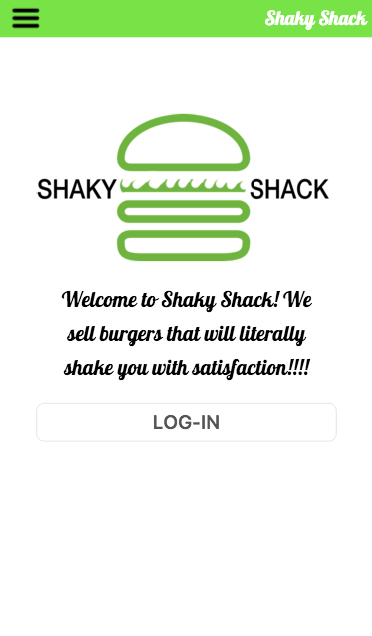 Shaky Shack
SHAKY SHACK
Welcome to Shaky Shack! We
sell burgers that will literally
shake you with satisfaction!!!!
LOG-IN